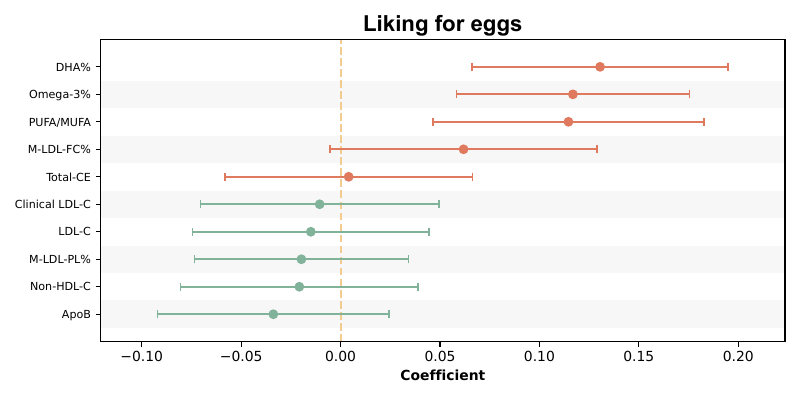 Liking for eggs
DHA%
Omega-3%
PUFA/MUFA
M-LDL-FC%
Total-CE
Clinical LDL-C
LDL-C
M-LDL-PL%
Non-HDL-C
ApoB
−0.10 −0.05 0.00 0.05 0.10 0.15 0.20
Coefficient